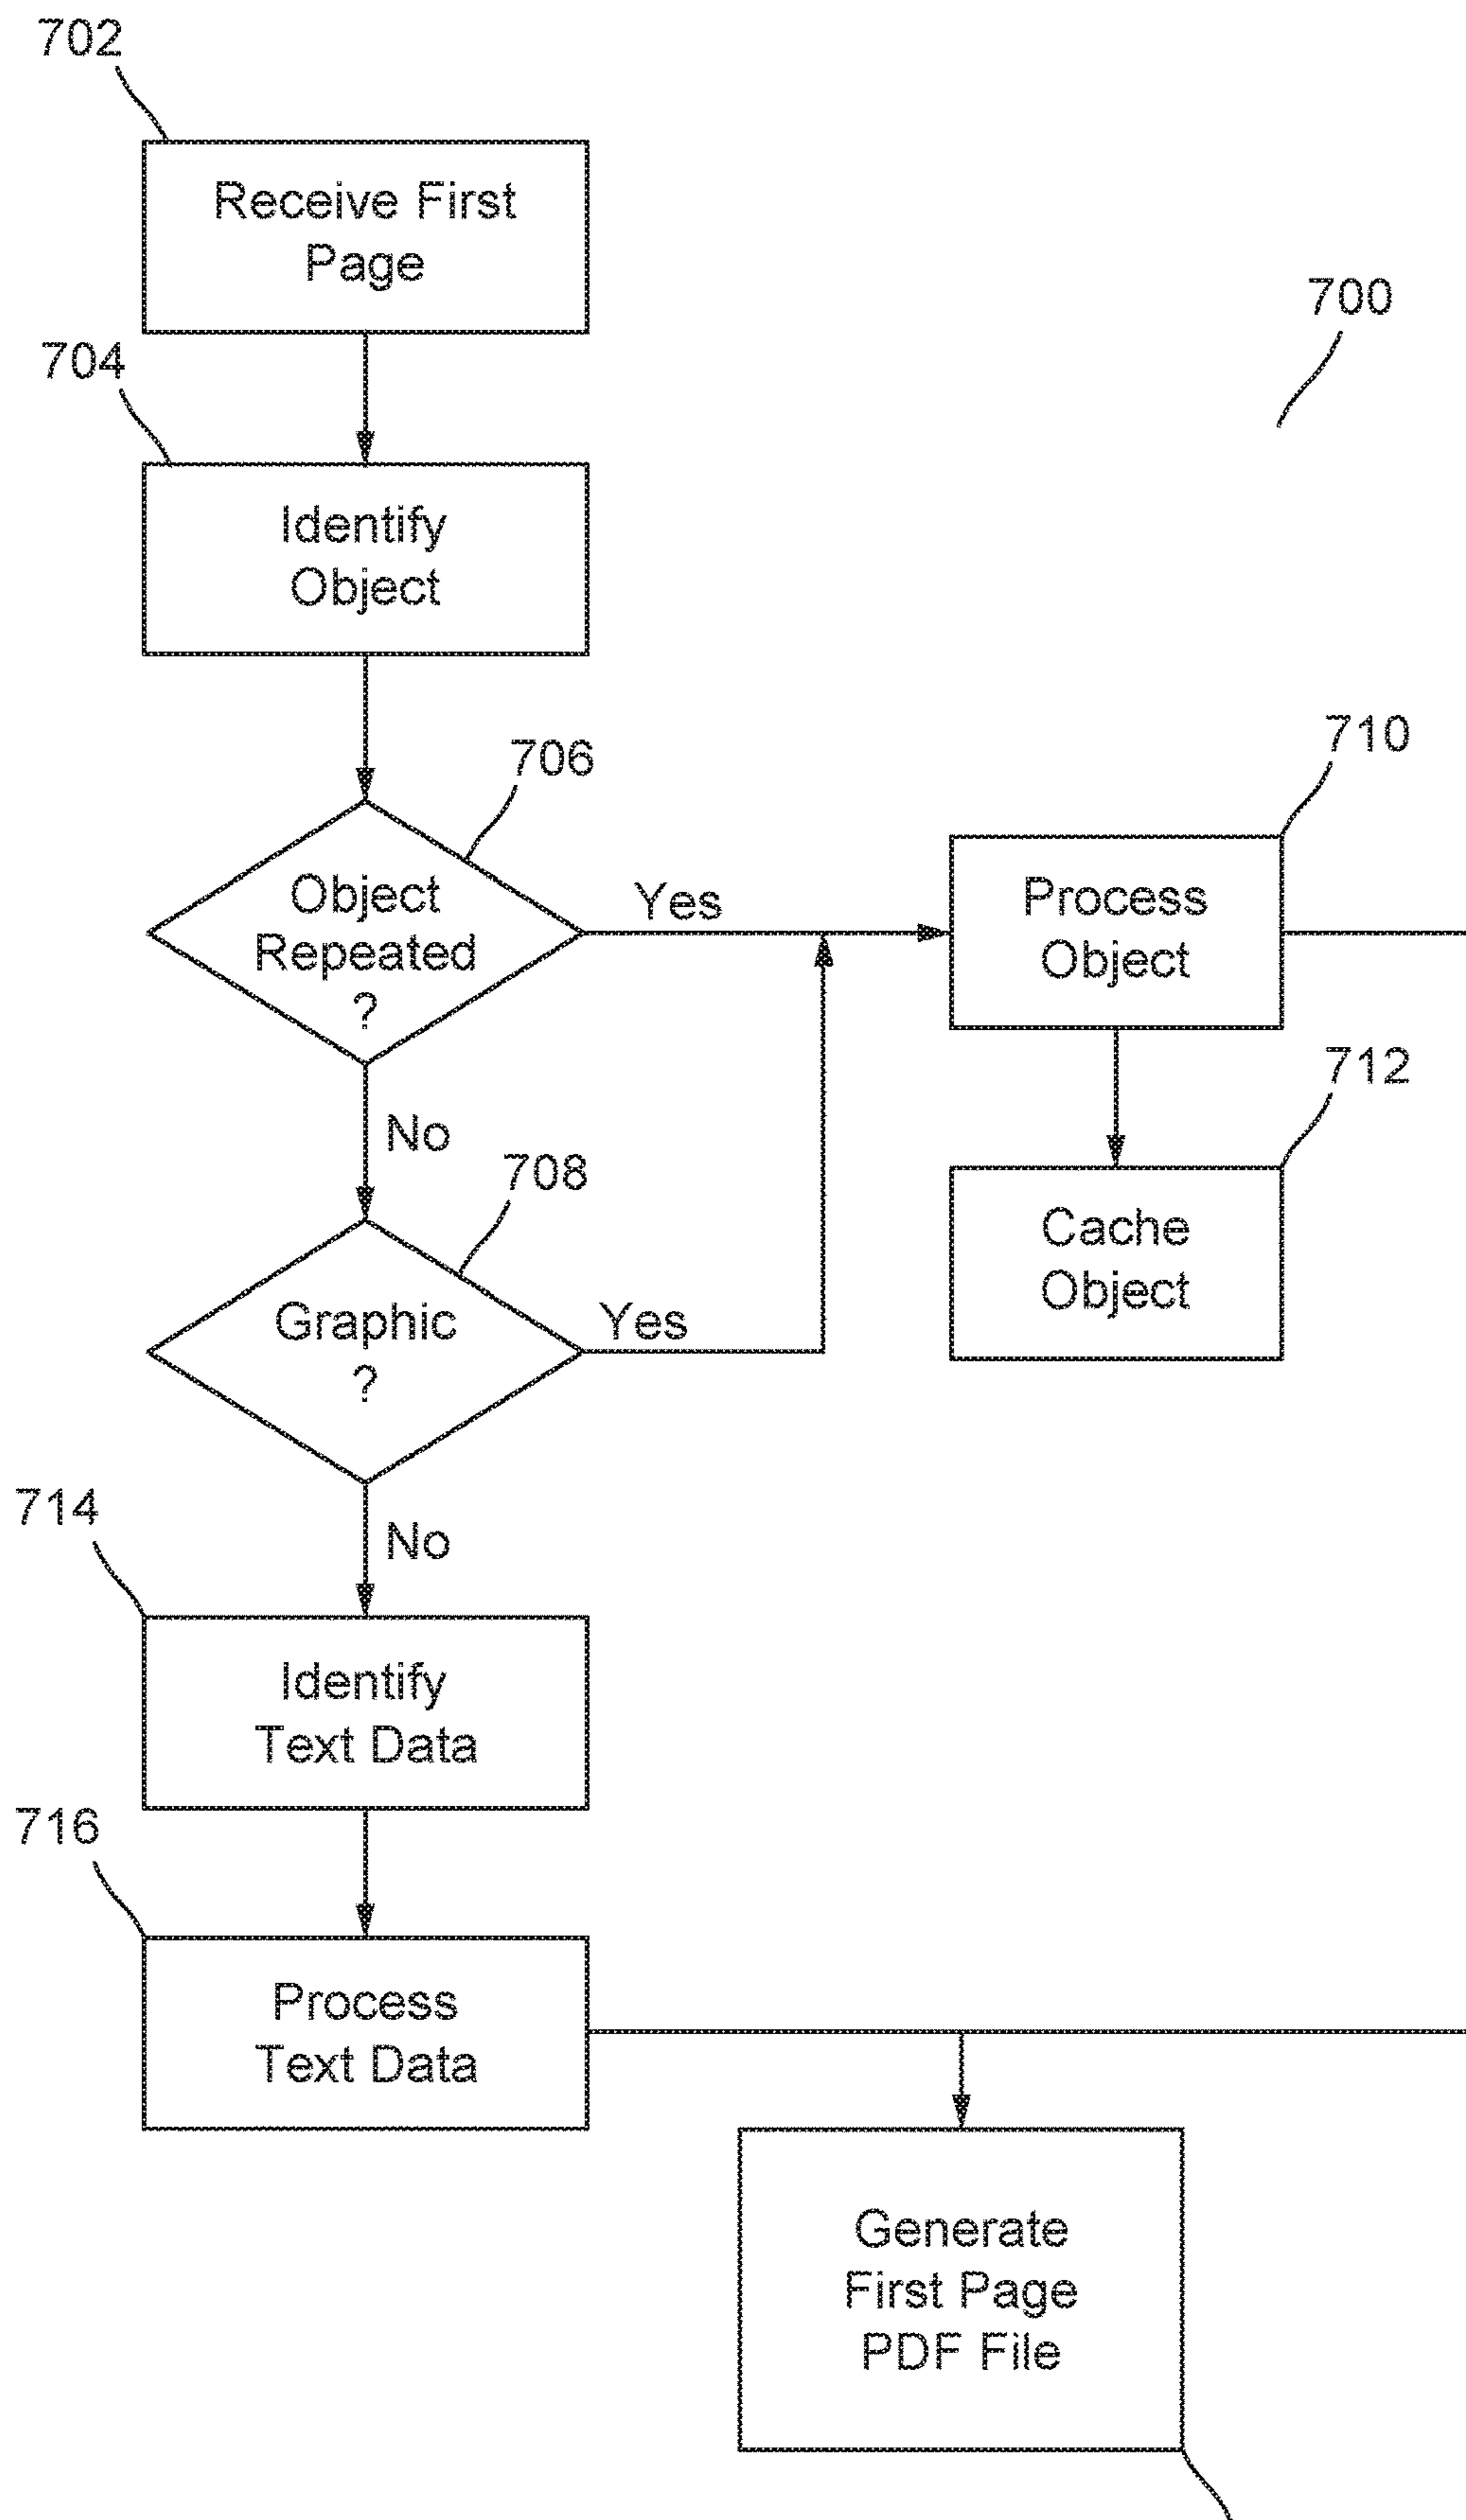 702
Receive First
Page
700
704
Identify
Object
706
710
Object
Repeated
?
Yes
Process
Object
No
712
708
Cache
Object
Graphic
?
Yes
714
No
Identify
Text Data
716
Process
Text Data
Generate
First Page
PDF File